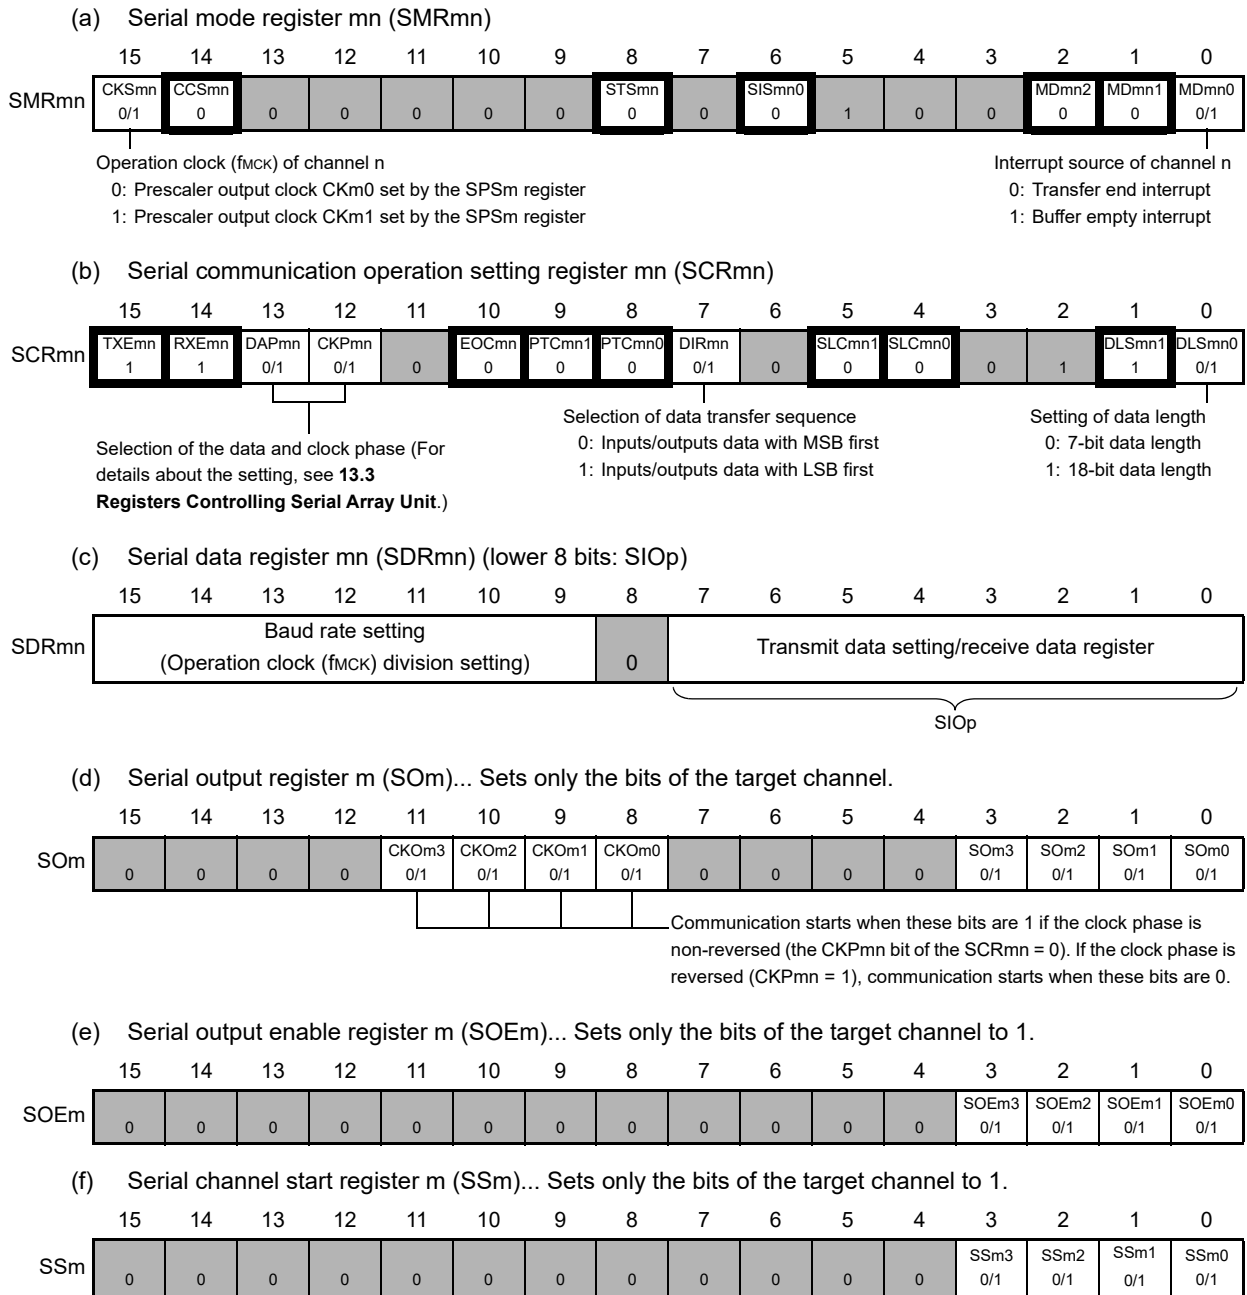 (a) Serial mode register mn (SMRmn)
15 14 13 12 11 10 9 8 7 6 5 4 3 2 1 0
SMRmn CKSmn CCSmn STSmn SISmn0 MDmn2 MDmn1 MDmn0
0/1 0 0 0 0 0 0 0 0 0 1 0 0 0 0 0/1
Operation clock (fMCK) of channel n Interrupt source of channel n
0: Prescaler output clock CKm0 set by the SPSm register 0: Transfer end interrupt
1: Prescaler output clock CKm1 set by the SPSm register 1: Buffer empty interrupt
(b) Serial communication operation setting register mn (SCRmn)
15 14 13 12 11 10 9 8 7 6 5 4 3 2 1 0
SCRmn TXEmn RXEmn DAPmn CKPmn EOCmn PTCmn1 PTCmn0 DIRmn SLCmn1 SLCmn0 DLSmn1 DLSmn0
1 1 0/1 0/1 0 0 0 0 0/1 0 0 0 0 1 1 0/1
Selection of the data and clock phase (For
details about the setting, see 13.3
Registers Controlling Serial Array Unit.)
Selection of data transfer sequence
0: Inputs/outputs data with MSB first
1: Inputs/outputs data with LSB first
Setting of data length
0: 7-bit data length
1: 18-bit data length
(c) Serial data register mn (SDRmn) (lower 8 bits: SIOp)
15 14 13 12 11 10 9 8 7 6 5 4 3 2 1 0
SDRmn
Baud rate setting
(Operation clock (fMCK) division setting)
0
Transmit data setting/receive data register
SIOp
(d) Serial output register m (SOm)... Sets only the bits of the target channel.
15 14 13 12 11 10 9 8 7 6 5 4 3 2 1 0
SOm CKOm3 CKOm2 CKOm1 CKOm0 SOm3 SOm2 SOm1 SOm0
0 0 0 0 0/1 0/1 0/1 0/1 0 0 0 0 0/1 0/1 0/1 0/1
Communication starts when these bits are 1 if the clock phase is
non-reversed (the CKPmn bit of the SCRmn = 0). If the clock phase is
reversed (CKPmn = 1), communication starts when these bits are 0.
(e) Serial output enable register m (SOEm)... Sets only the bits of the target channel to 1.
15 14 13 12 11 10 9 8 7 6 5 4 3 2 1 0
SOEm SOEm3 SOEm2 SOEm1 SOEm0
0 0 0 0 0 0 0 0 0 0 0 0 0/1 0/1 0/1 0/1
(f) Serial channel start register m (SSm)... Sets only the bits of the target channel to 1.
15 14 13 12 11 10 9 8 7 6 5 4 3 2 1 0
SSm SSm3 SSm2 SSm1 SSm0
0 0 0 0 0 0 0 0 0 0 0 0 0/1 0/1 0/1 0/1